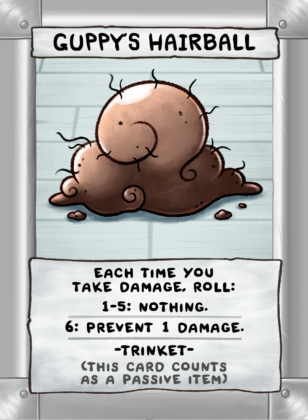 GUPPY'S HAIRBALL
EACH TIME YOU
TAKE DAMAGE, ROLL:
1-5: NOTHING.
6: PREVENT 1 DAMAGE.
-TRINKET-
(THIS CARD COUNTS
AS A PASSIVE ITEM)